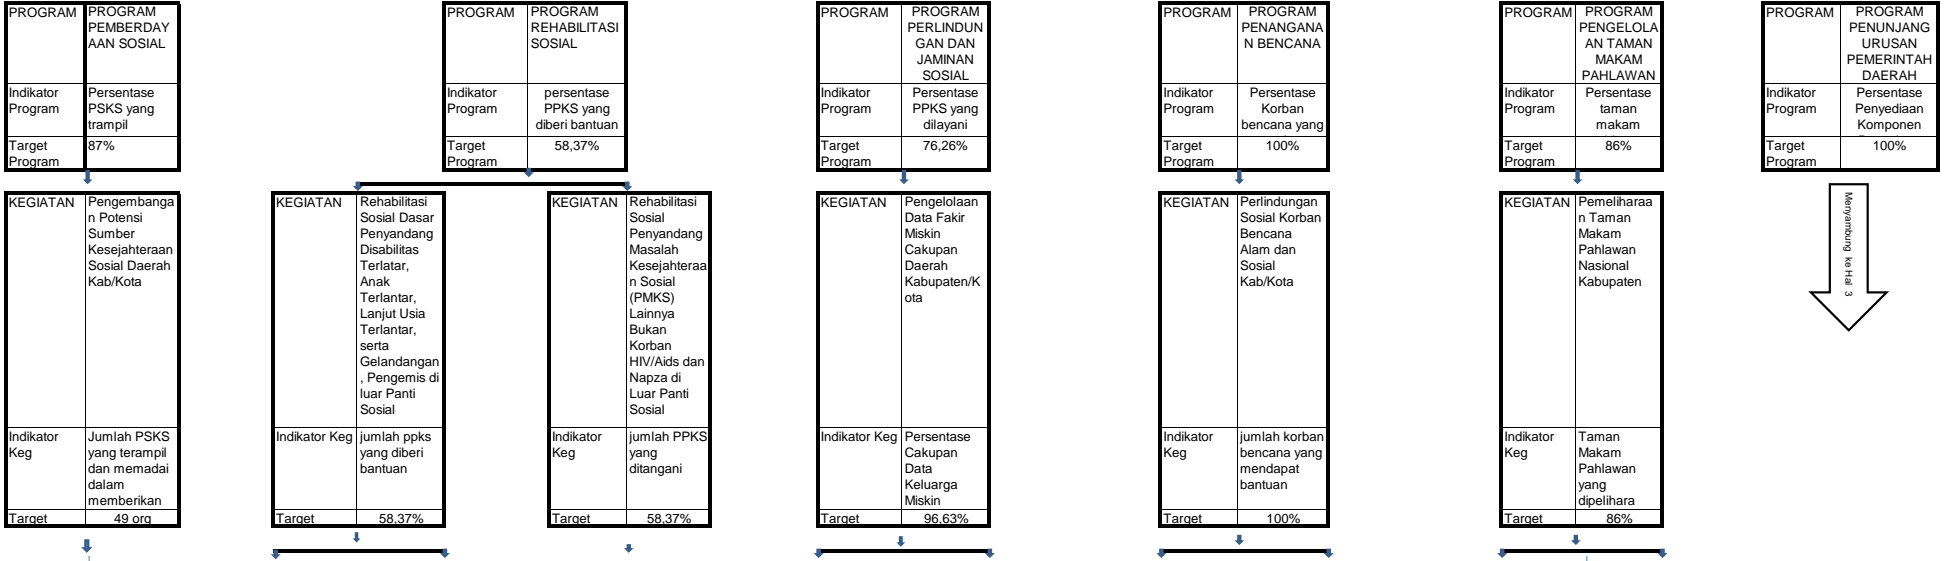 PROGRAM
PROGRAM
PEMBERDAY
AAN SOSIAL
Indikator
Program
Persentase
PSKS yang
trampil
Target
Program
87%
PROGRAM
PROGRAM
REHABILITASI
SOSIAL
Indikator
Program
persentase
PPKS yang
diberi bantuan
Target
Program
58,37%
PROGRAM
PROGRAM
PERLINDUN
GAN DAN
JAMINAN
SOSIAL
Indikator
Program
Persentase
PPKS yang
dilayani
Target
Program
76,26%
PROGRAM
PROGRAM
PENANGANA
N BENCANA
Indikator
Program
Persentase
Korban
bencana yang
Target
Program
100%
PROGRAM
PROGRAM
PENGELOLA
AN TAMAN
MAKAM
PAHLAWAN
Indikator
Program
Persentase
taman
makam
Target
Program
86%
PROGRAM
PROGRAM
PENUNJANG
URUSAN
PEMERINTAH
DAERAH
Indikator
Program
Persentase
Penyediaan
Komponen
Target
Program
100%
KEGIATAN
Pengembanga
n Potensi
Sumber
Kesejahteraan
Sosial Daerah
Kab/Kota
Indikator
Keg
Jumlah PSKS
yang terampil
dan memadai
dalam
memberikan
Target
49 org
KEGIATAN
Rehabilitasi
Sosial Dasar
Penyandang
Disabilitas
Terlatar,
Anak
Terlantar,
Lanjut Usia
Terlantar,
serta
Gelandangan
, Pengemis di
luar Panti
Sosial
Indikator Keg
jumlah ppks
yang diberi
bantuan
Target
58,37%
KEGIATAN
Rehabilitasi
Sosial
Penyandang
Masalah
Kesejahteraa
n Sosial
(PMKS)
Lainnya
Bukan
Korban
HIV/Aids dan
Napza di
Luar Panti
Sosial
Indikator
Keg
jumlah PPKS
yang
ditangani
Target
58,37%
KEGIATAN
Pengelolaan
Data Fakir
Miskin
Cakupan
Daerah
Kabupaten/K
ota
Indikator Keg
Persentase
Cakupan
Data
Keluarga
Miskin
Target
96,63%
KEGIATAN
Perlindungan
Sosial Korban
Bencana
Alam dan
Sosial
Kab/Kota
Indikator
Keg
jumlah korban
bencana yang
mendapat
bantuan
Target
100%
KEGIATAN
Pemeliharaa
n Taman
Makam
Pahlawan
Nasional
Kabupaten
Indikator
Keg
Taman
Makam
Pahlawan
yang
dipelihara
Target
86%
Menyambung ke Hal 3